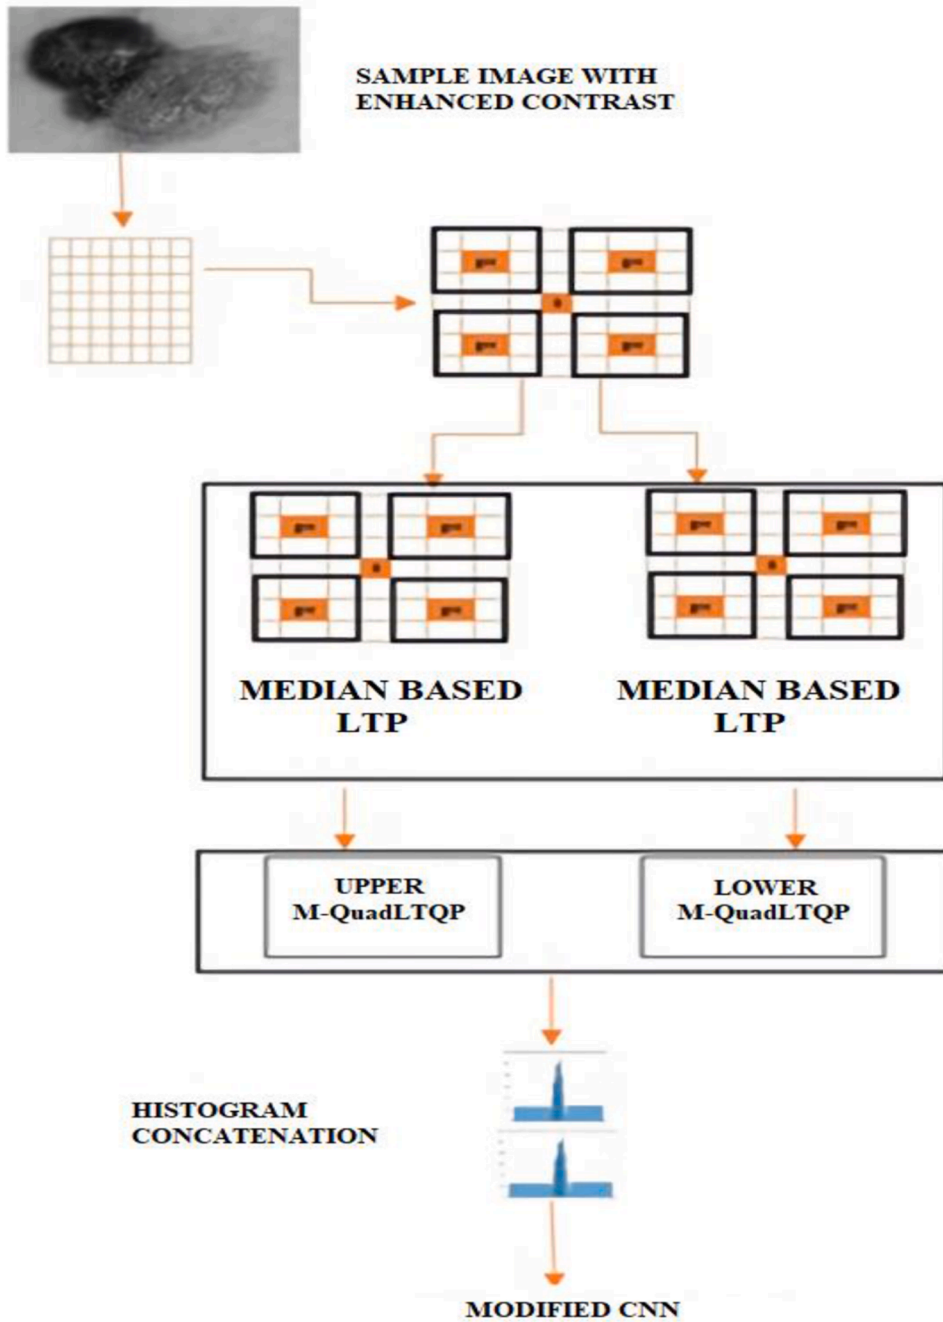 SAMPLE IMAGE WITH
ENHANCED CONTRAST
MEDIAN BASED
LTP
MEDIAN BASED
LTP
UPPER
M-QuadLTQP
LOWER
M-QuadLTQP
HISTOGRAM
CONCATENATION
MODIFIED CNN